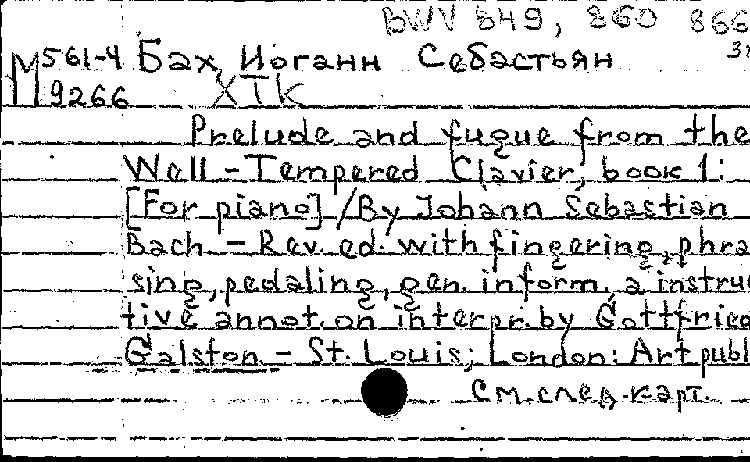 BWV 849, 860 866
M 561-4 Бах, Иоганн Себастьян
9266 ХТК
Prelude and fugue from the
Well-Tempered Clavier, book 1:
[For piano] / By Johann Sebastian
Bach. - Rev. ed. with fingering, phra
sing, pedaling, gen. inform. a instru
tive annot. on interpr. by Gottfried
Galston - St. Louis; London: Art publ
См. след. карт.